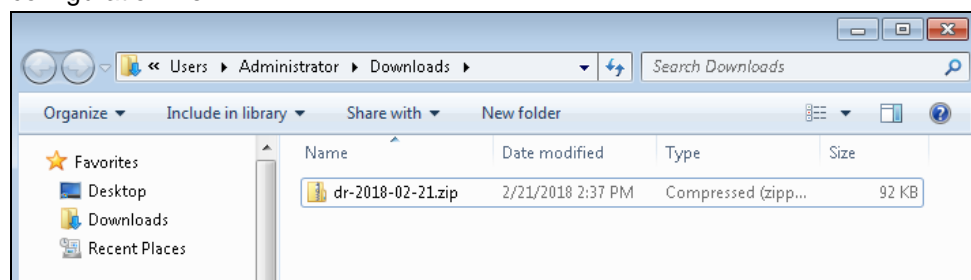 « Users ▸ Administrator ▸ Downloads ▸ Search Downloads
Organize ▾ Include in library ▾ Share with ▾ New folder
Favorites
Desktop
Downloads
Recent Places
Name Date modified Type Size
dr-2018-02-21.zip 2/21/2018 2:37 PM Compressed (zipp... 92 KB